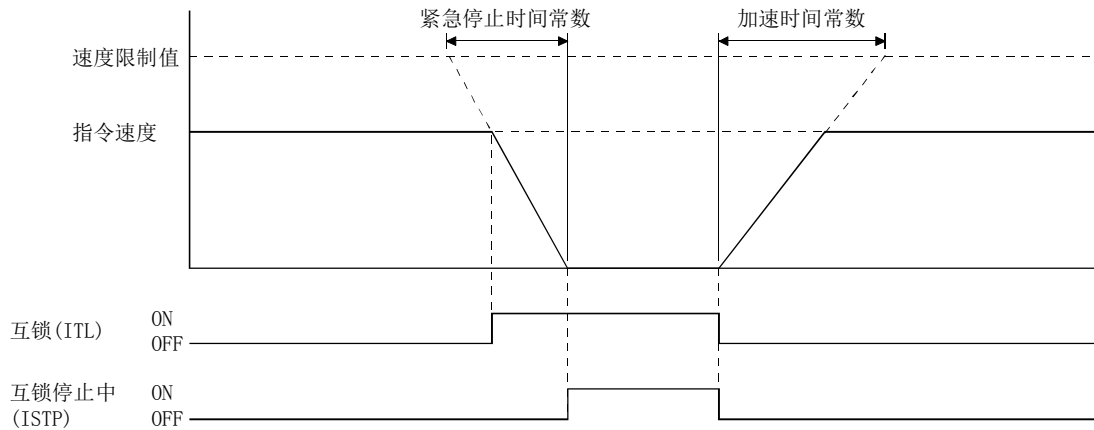 紧急停止时间常数
加速时间常数
速度限制值
指令速度
互锁(ITL)
ON
OFF
互锁停止中
(ISTP)
ON
OFF